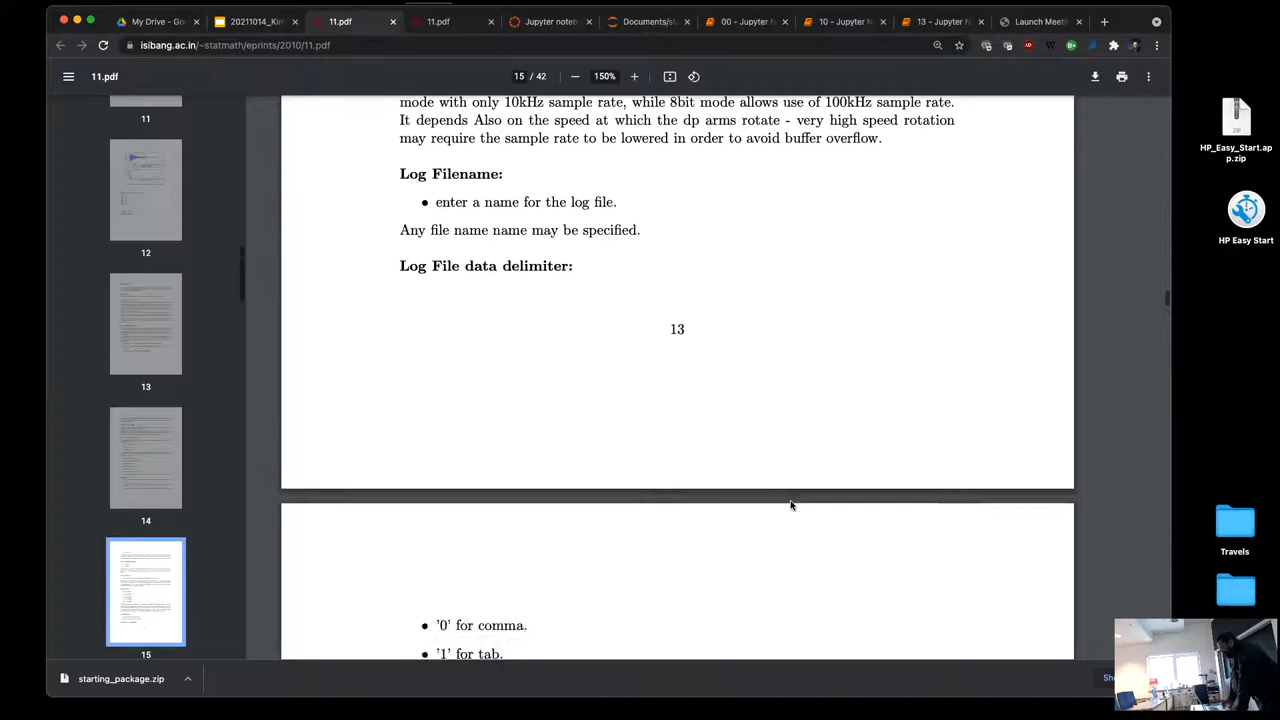 My Drive - Goo
20211014_Kin
11.pdf
11.pdf
Jupyter noteb
Documents/sta
00 - Jupyter N
10 - Jupyter N
13 - Jupyter N
Launch Meeti
isibang.ac.in/~statmath/eprints/2010/11.pdf
11.pdf
15 / 42
150%
11
12
13
14
15
mode with only 10kHz sample rate, while 8bit mode allows use of 100kHz sample rate.
It depends Also on the speed at which the dp arms rotate - very high speed rotation
may require the sample rate to be lowered in order to avoid buffer overflow.
Log Filename:
• enter a name for the log file.
Any file name name may be specified.
Log File data delimiter:
13
• '0' for comma.
• '1' for tab.
starting_package.zip
ZIP
HP_Easy_Start.ap
p.zip
HP Easy Start
Travels